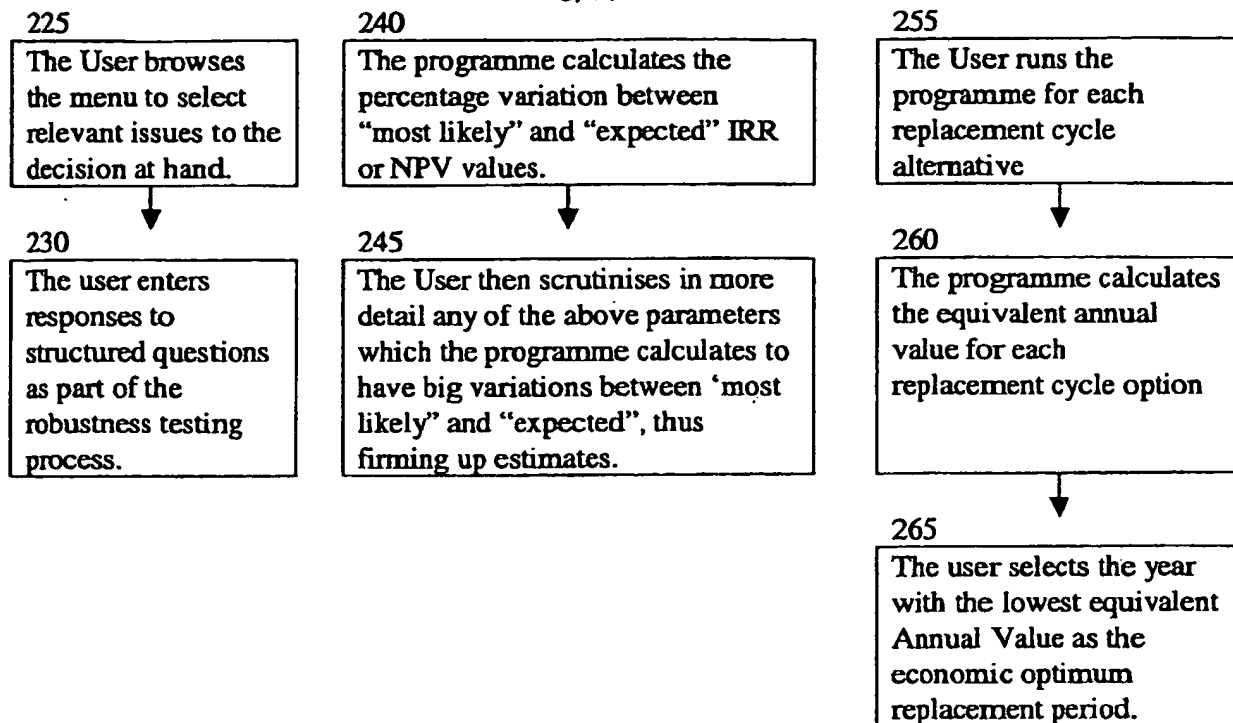 225
The User browses
the menu to select
relevant issues to the
decision at hand.
230
The user enters
responses to
structured questions
as part of the
robustness testing
process.
240
The programme calculates the
percentage variation between
“most likely” and “expected” IRR
or NPV values.
245
The User then scrutinises in more
detail any of the above parameters
which the programme calculates to
have big variations between ‘most
likely” and “expected”, thus
firming up estimates.
255
The User runs the
programme for each
replacement cycle
alternative
260
The programme calculates
the equivalent annual
value for each
replacement cycle option
265
The user selects the year
with the lowest equivalent
Annual Value as the
economic optimum
replacement period.